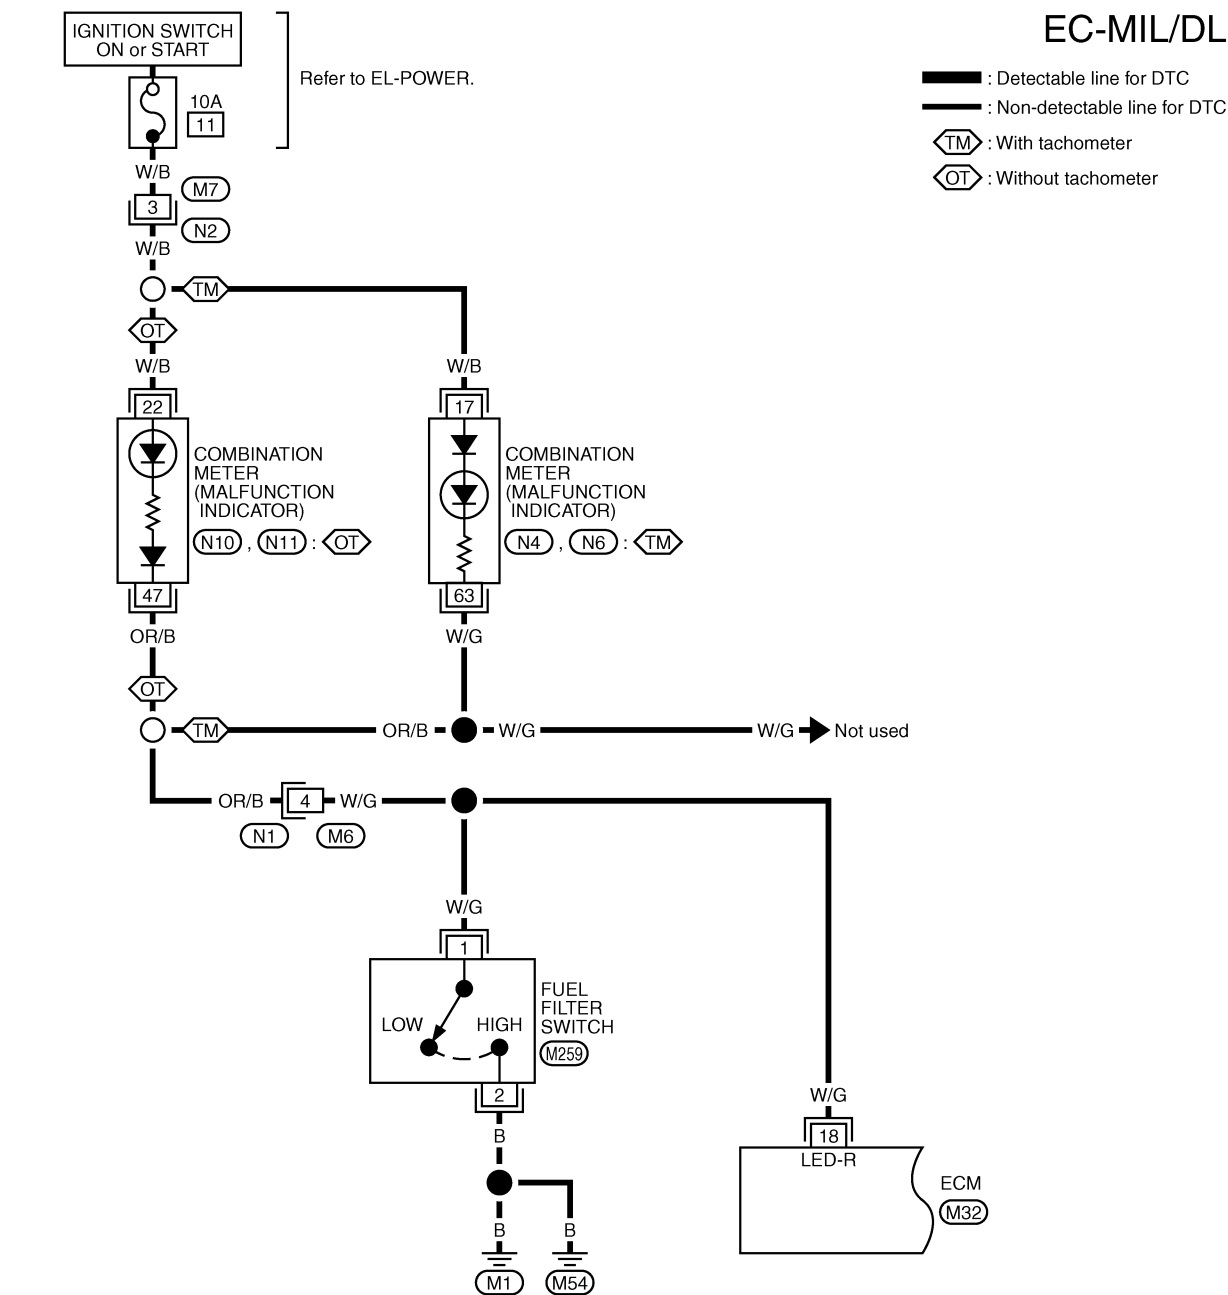 EC-MIL/DL
IGNITION SWITCH
ON or START
Refer to EL-POWER.
: Detectable line for DTC
: Non-detectable line for DTC
TM : With tachometer
OT : Without tachometer
10A
11
W/B
M7
3
N2
W/B
TM
OT
W/B
W/B
22
17
COMBINATION
METER
(MALFUNCTION
INDICATOR)
N10 , N11 : OT
COMBINATION
METER
(MALFUNCTION
INDICATOR)
N4 , N6 : TM
47
63
OR/B
W/G
OT
TM
OR/B
W/G
W/G
Not used
OR/B
4
W/G
N1
M6
W/G
1
FUEL
FILTER
SWITCH
M259
LOW
HIGH
2
B
B
B
M1
M54
W/G
18
LED-R
ECM
M32